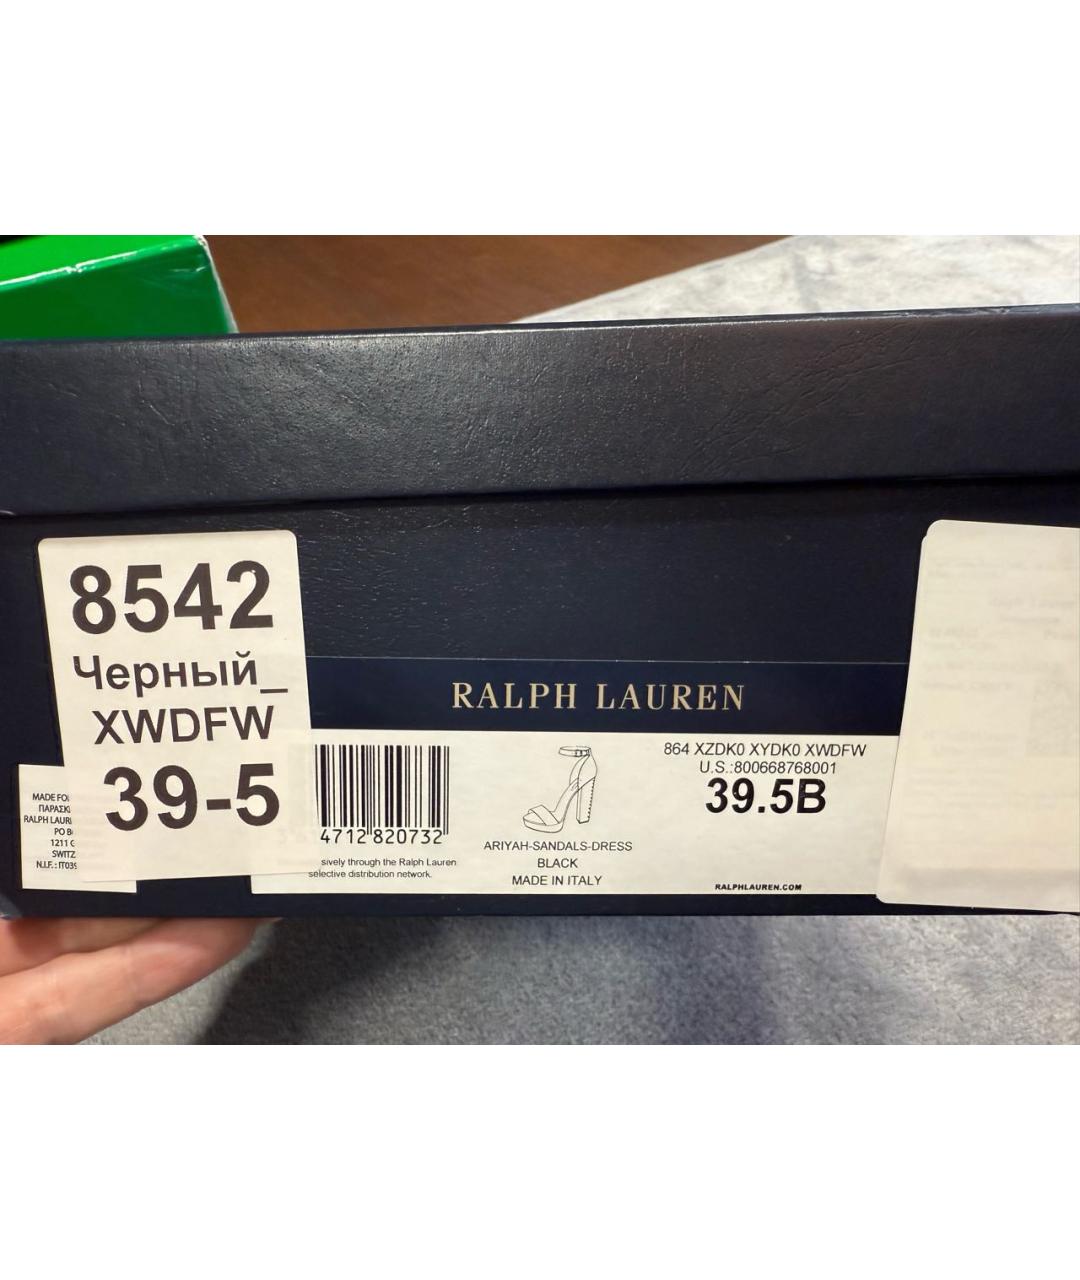 8542
Черный_
XWDFW
39-5
MADE FO
ΠΑΡΑΣΚ
RALPH LAUR
PO B
1211 G
SWITZ
N.I.F. : IT039
RALPH LAUREN
4712 820732
sively through the Ralph Lauren
selective distribution network.
ARIYAH-SANDALS-DRESS
BLACK
MADE IN ITALY
864 XZDK0 XYDK0 XWDFW
U.S.:800668768001
39.5B
RALPHLAUREN.COM